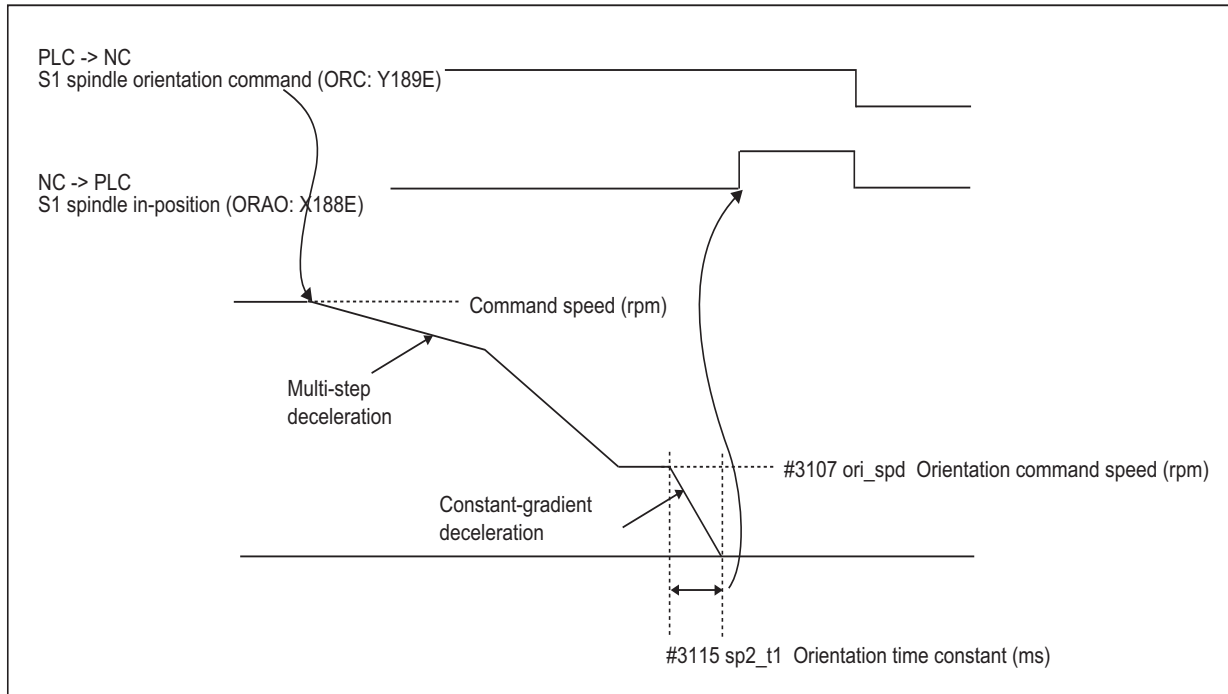 PLC -> NC
S1 spindle orientation command (ORC: Y189E)
NC -> PLC
S1 spindle in-position (ORAO: X188E)
Command speed (rpm)
Multi-step
deceleration
#3107 ori_spd Orientation command speed (rpm)
Constant-gradient
deceleration
#3115 sp2_t1 Orientation time constant (ms)